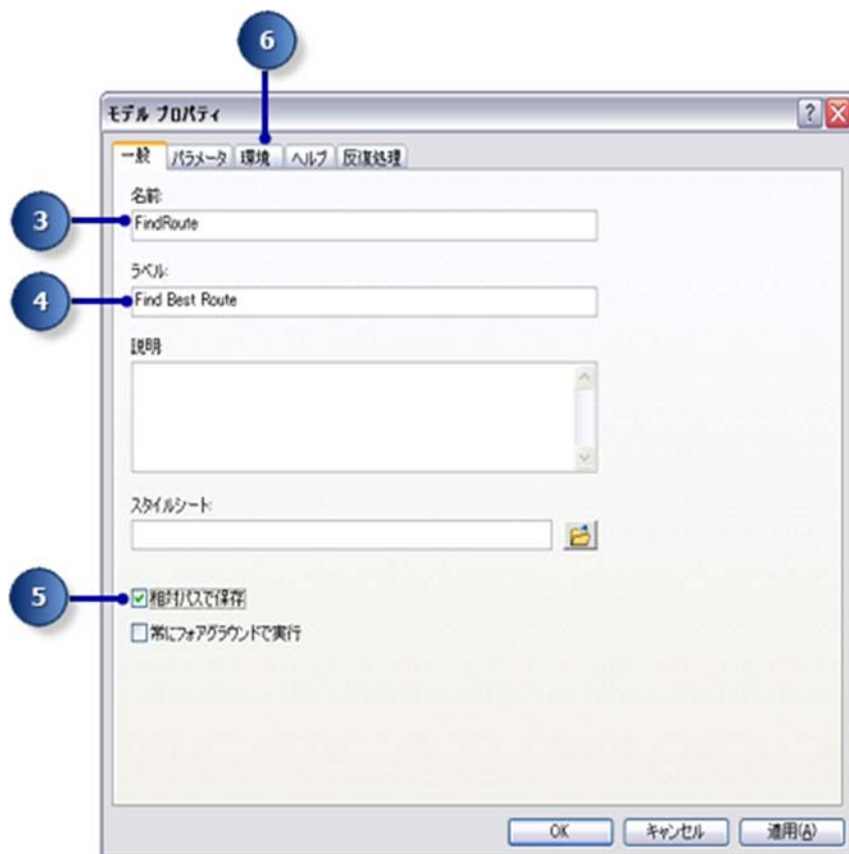 6
モデル プロパティ
一般 パラメータ 環境 ヘルプ 反復処理
名前:
3
FindRoute
ラベル:
4
Find Best Route
説明:
スタイルシート:
5
相対パスで保存
常にフォアグラウンドで実行
OK キャンセル 適用(A)